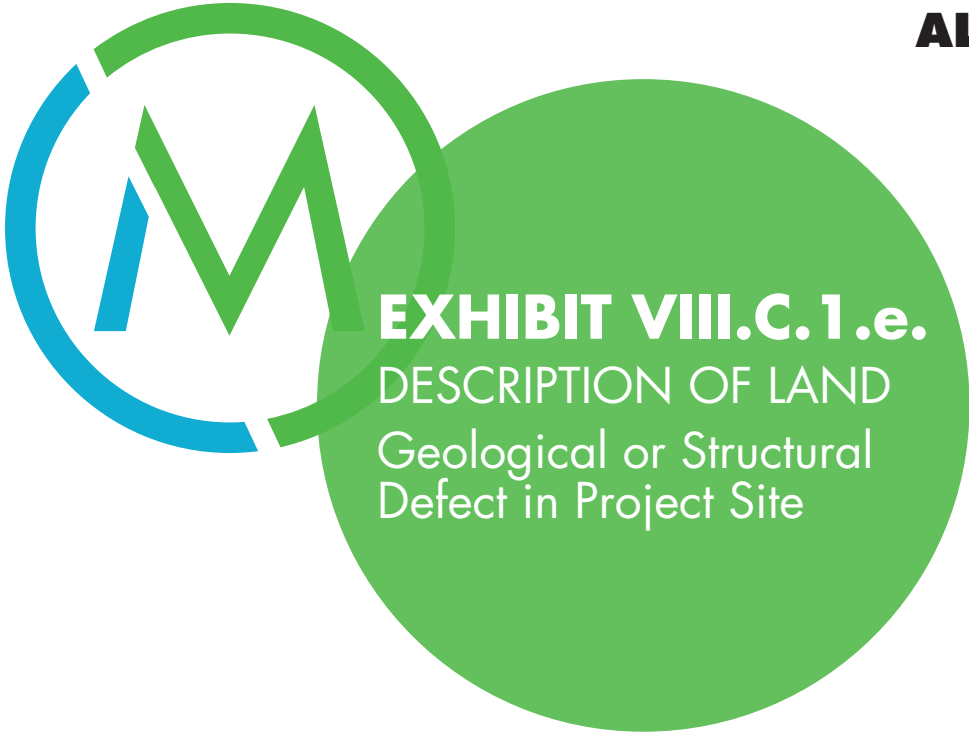 EXHIBIT VIII.C.1.e.
DESCRIPTION OF LAND
Geological or Structural
Defect in Project Site